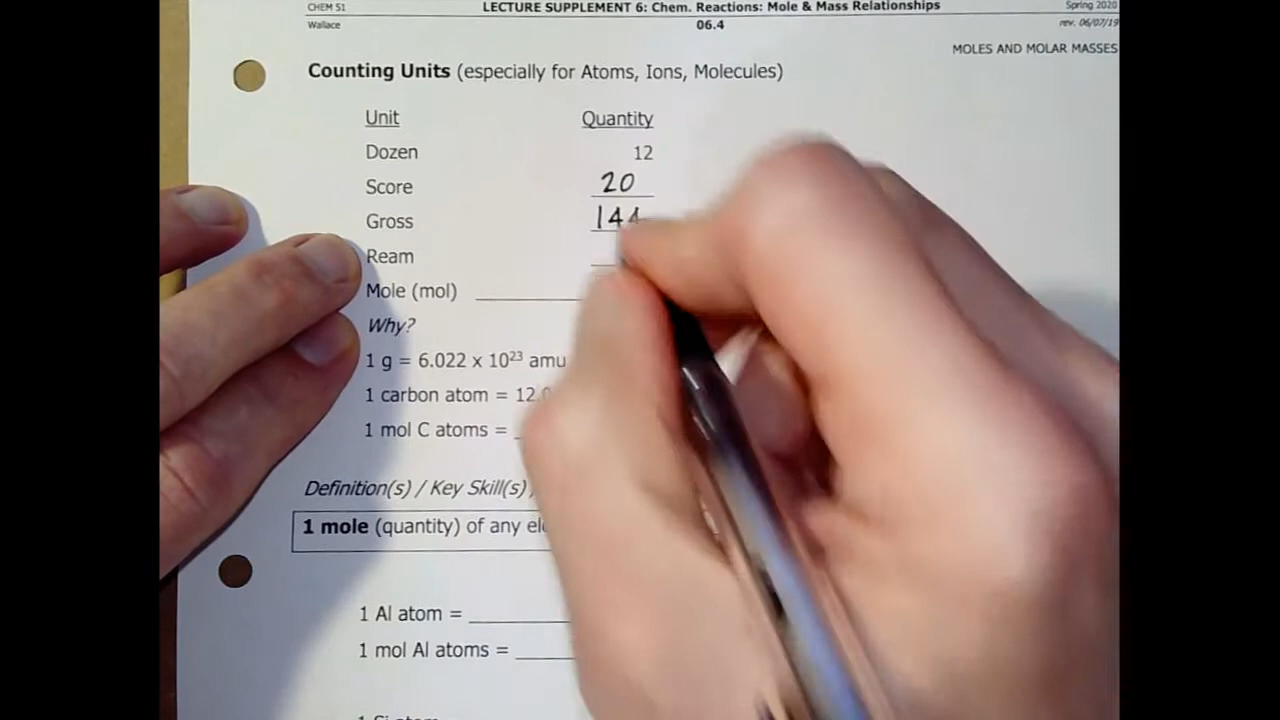 CHEM 51 LECTURE SUPPLEMENT 6: Chem. Reactions: Mole & Mass Relationships Spring 2020
Wallace 06.4 rev. 06/07/19
MOLES AND MOLAR MASSES
Counting Units (especially for Atoms, Ions, Molecules)
Unit Quantity
Dozen 12
Score 20
Gross 144
Ream
Mole (mol)
Why?
1 g = 6.022 x 10²³ amu
1 carbon atom = 12.0
1 mol C atoms =
Definition(s) / Key Skill(s)
1 mole (quantity) of any
1 Al atom =
1 mol Al atoms =